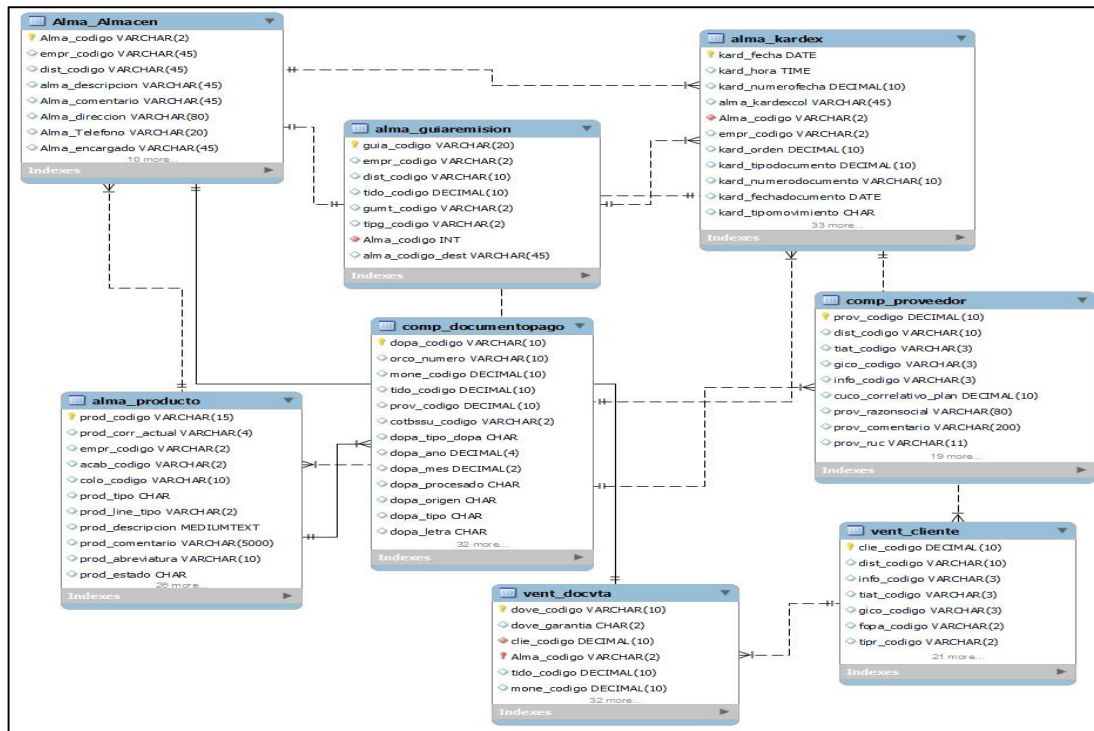 Alma_Almacen
Alma_codigo VARCHAR(2)
empr_codigo VARCHAR(45)
dist_codigo VARCHAR(45)
alma_descripcion VARCHAR(45)
Alma_comentario VARCHAR(45)
Alma_direccion VARCHAR(80)
Alma_Telefono VARCHAR(20)
Alma_encargado VARCHAR(45)
10 more...
Indexes
alma_kardex
kard_fecha DATE
kard_hora TIME
kard_numerofecha DECIMAL(10)
alma_kardexcol VARCHAR(45)
Alma_codigo VARCHAR(2)
empr_codigo VARCHAR(2)
kard_orden DECIMAL(10)
kard_tipodocumento DECIMAL(10)
kard_numerodocumento VARCHAR(10)
kard_fechadocumento DATE
kard_tipomovimiento CHAR
33 more...
Indexes
alma_guiaremision
guia_codigo VARCHAR(20)
empr_codigo VARCHAR(2)
dist_codigo VARCHAR(10)
tido_codigo DECIMAL(10)
gumt_codigo VARCHAR(2)
tipg_codigo VARCHAR(2)
Alma_codigo INT
alma_codigo_dest VARCHAR(45)
Indexes
comp_proveedor
prov_codigo DECIMAL(10)
dist_codigo VARCHAR(10)
tiat_codigo VARCHAR(3)
gico_codigo VARCHAR(3)
info_codigo VARCHAR(3)
cuco_correlativo_plan DECIMAL(10)
prov_razonsocial VARCHAR(80)
prov_comentario VARCHAR(200)
prov_ruc VARCHAR(11)
19 more...
Indexes
comp_documentopago
dopa_codigo VARCHAR(10)
orco_numero VARCHAR(10)
mone_codigo DECIMAL(10)
tido_codigo DECIMAL(10)
prov_codigo DECIMAL(10)
cotbssu_codigo VARCHAR(2)
dopa_tipo_dopa CHAR
dopa_ano DECIMAL(4)
dopa_mes DECIMAL(2)
dopa_procesado CHAR
dopa_origen CHAR
dopa_tipo CHAR
dopa_letra CHAR
32 more...
Indexes
alma_producto
prod_codigo VARCHAR(15)
prod_corr_actual VARCHAR(4)
empr_codigo VARCHAR(2)
acab_codigo VARCHAR(2)
colo_codigo VARCHAR(10)
prod_tipo CHAR
prod_line_tipo VARCHAR(2)
prod_descripcion MEDIUMTEXT
prod_comentario VARCHAR(5000)
prod_abreviatura VARCHAR(10)
prod_estado CHAR
26 more...
Indexes
vent_cliente
clie_codigo DECIMAL(10)
dist_codigo VARCHAR(10)
info_codigo VARCHAR(3)
tiat_codigo VARCHAR(3)
gico_codigo VARCHAR(3)
fopa_codigo VARCHAR(2)
tipr_codigo VARCHAR(2)
21 more...
Indexes
vent_docvta
dove_codigo VARCHAR(10)
dove_garantia CHAR(2)
clie_codigo DECIMAL(10)
Alma_codigo VARCHAR(2)
tido_codigo DECIMAL(10)
mone_codigo DECIMAL(10)
32 more...
Indexes